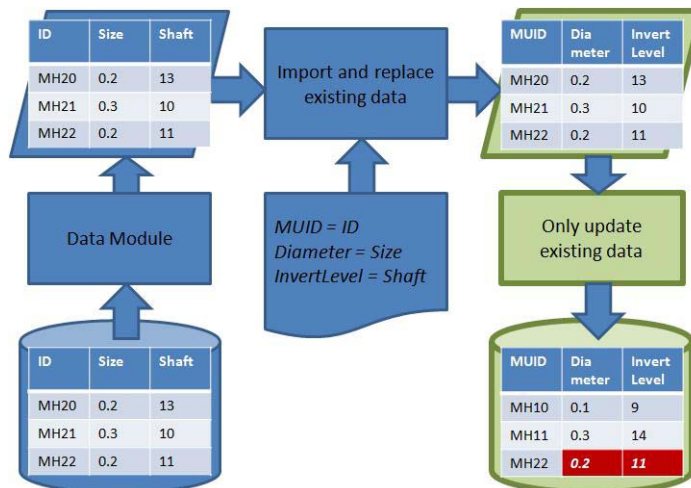 ID Size Shaft
MH20 0.2 13
MH21 0.3 10
MH22 0.2 11
Import and replace
existing data
MUID Dia Invert
meter Level
MH20 0.2 13
MH21 0.3 10
MH22 0.2 11
Data Module
MUID = ID
Diameter = Size
InvertLevel = Shaft
Only update
existing data
ID Size Shaft
MH20 0.2 13
MH21 0.3 10
MH22 0.2 11
MUID Dia Invert
meter Level
MH10 0.1 9
MH11 0.3 14
MH22 0.2 11